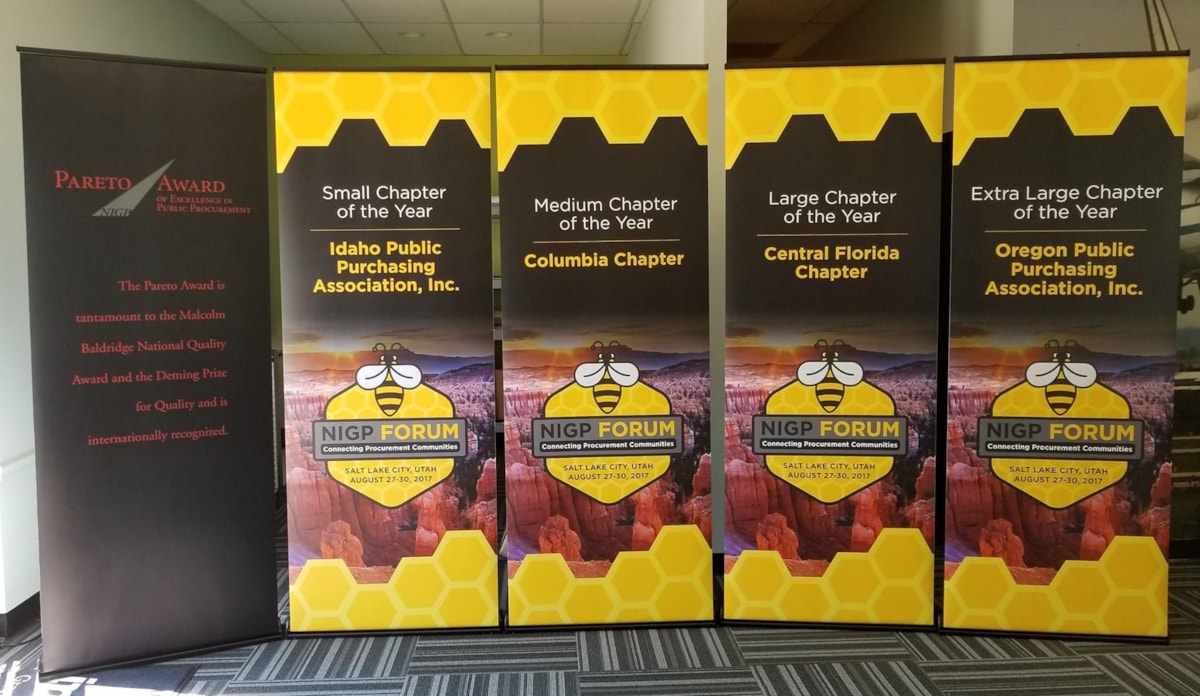 PARETO AWARD
OF EXCELLENCE IN
PUBLIC PROCUREMENT
NIGP
The Pareto Award is
tantamount to the Malcolm
Baldridge National Quality
Award and the Deming Prize
for Quality and is
internationally recognized.
Small Chapter
of the Year
Idaho Public
Purchasing
Association, Inc.
NIGP FORUM
Connecting Procurement Communities
SALT LAKE CITY, UTAH
AUGUST 27-30, 2017
Medium Chapter
of the Year
Columbia Chapter
NIGP FORUM
Connecting Procurement Communities
SALT LAKE CITY, UTAH
AUGUST 27-30, 2017
Large Chapter
of the Year
Central Florida
Chapter
NIGP FORUM
Connecting Procurement Communities
SALT LAKE CITY, UTAH
AUGUST 27-30, 2017
Extra Large Chapter
of the Year
Oregon Public
Purchasing
Association, Inc.
NIGP FORUM
Connecting Procurement Communities
SALT LAKE CITY, UTAH
AUGUST 27-30, 2017